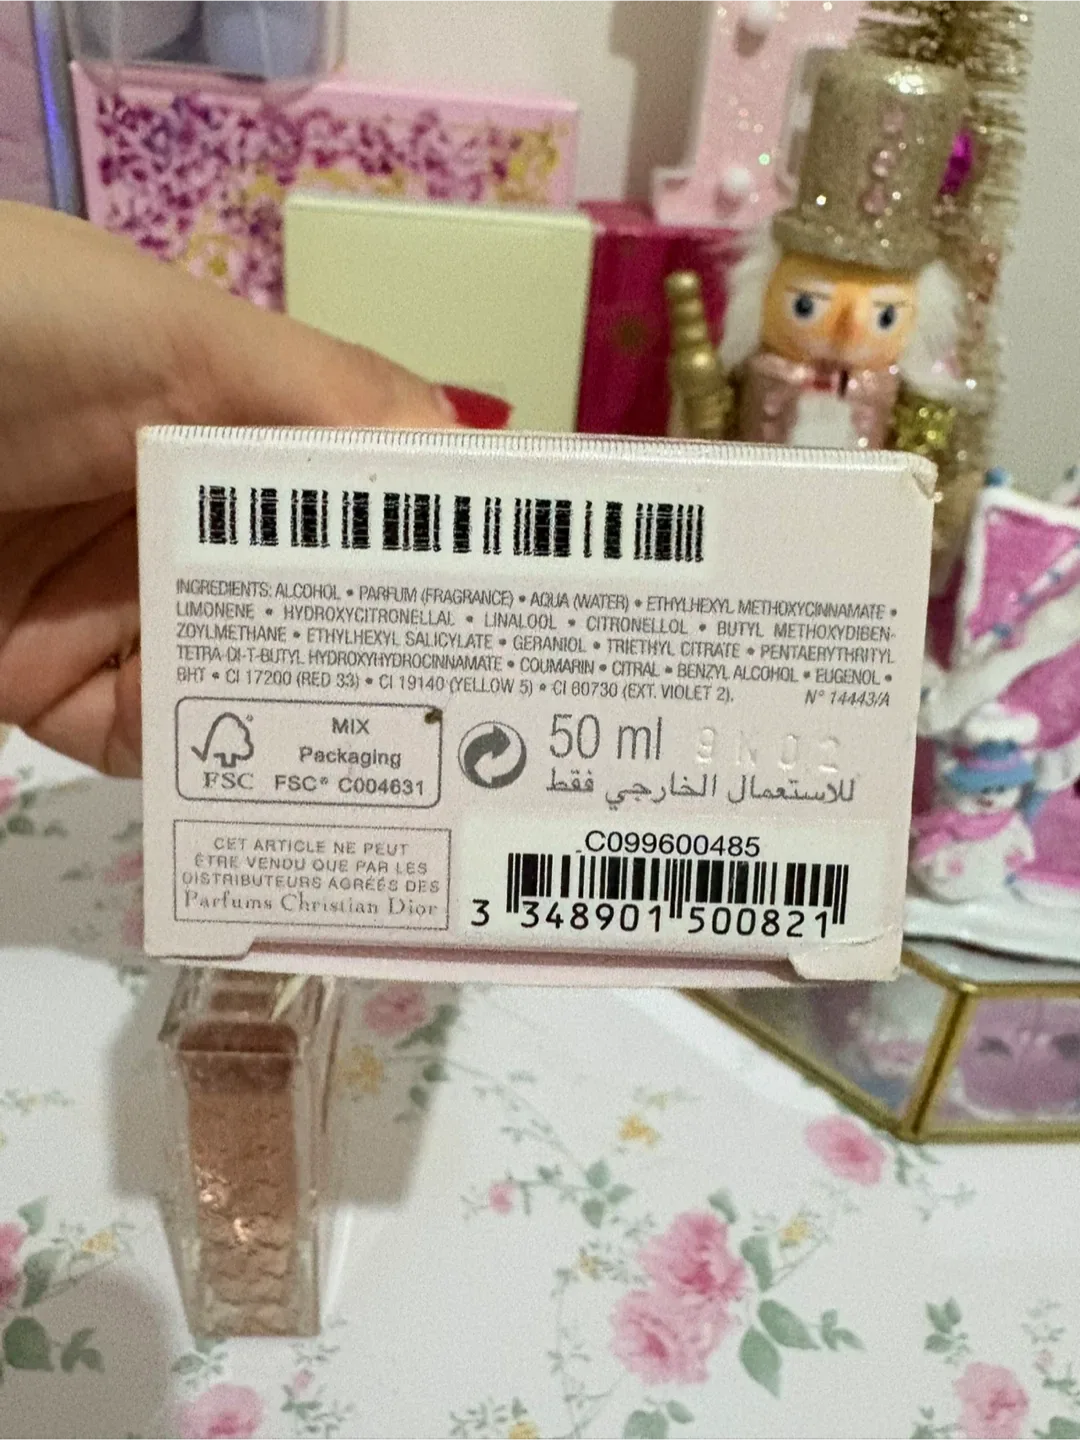 INGREDIENTS: ALCOHOL • PARFUM (FRAGRANCE) • AQUA (WATER) • ETHYLHEXYL METHOXYCINNAMATE •
LIMONENE • HYDROXYCITRONELLAL • LINALOOL • CITRONELLOL • BUTYL METHOXYDIBEN-
ZOYLMETHANE • ETHYLHEXYL SALICYLATE • GERANIOL • TRIETHYL CITRATE • PENTAERYTHRITYL
TETRA-DI-T-BUTYL HYDROXYHYDROCINNAMATE • COUMARIN • CITRAL • BENZYL ALCOHOL • EUGENOL •
BHT • CI 17200 (RED 33) • CI 19140 (YELLOW 5) • CI 60730 (EXT. VIOLET 2). N° 14443/A
MIX
Packaging
FSC FSC® C004631
50 ml 9N02
للاستعمال الخارجي فقط
CET ARTICLE NE PEUT
ÊTRE VENDU QUE PAR LES
DISTRIBUTEURS AGRÉÉS DES
Parfums Christian Dior
C099600485
3 348901 500821